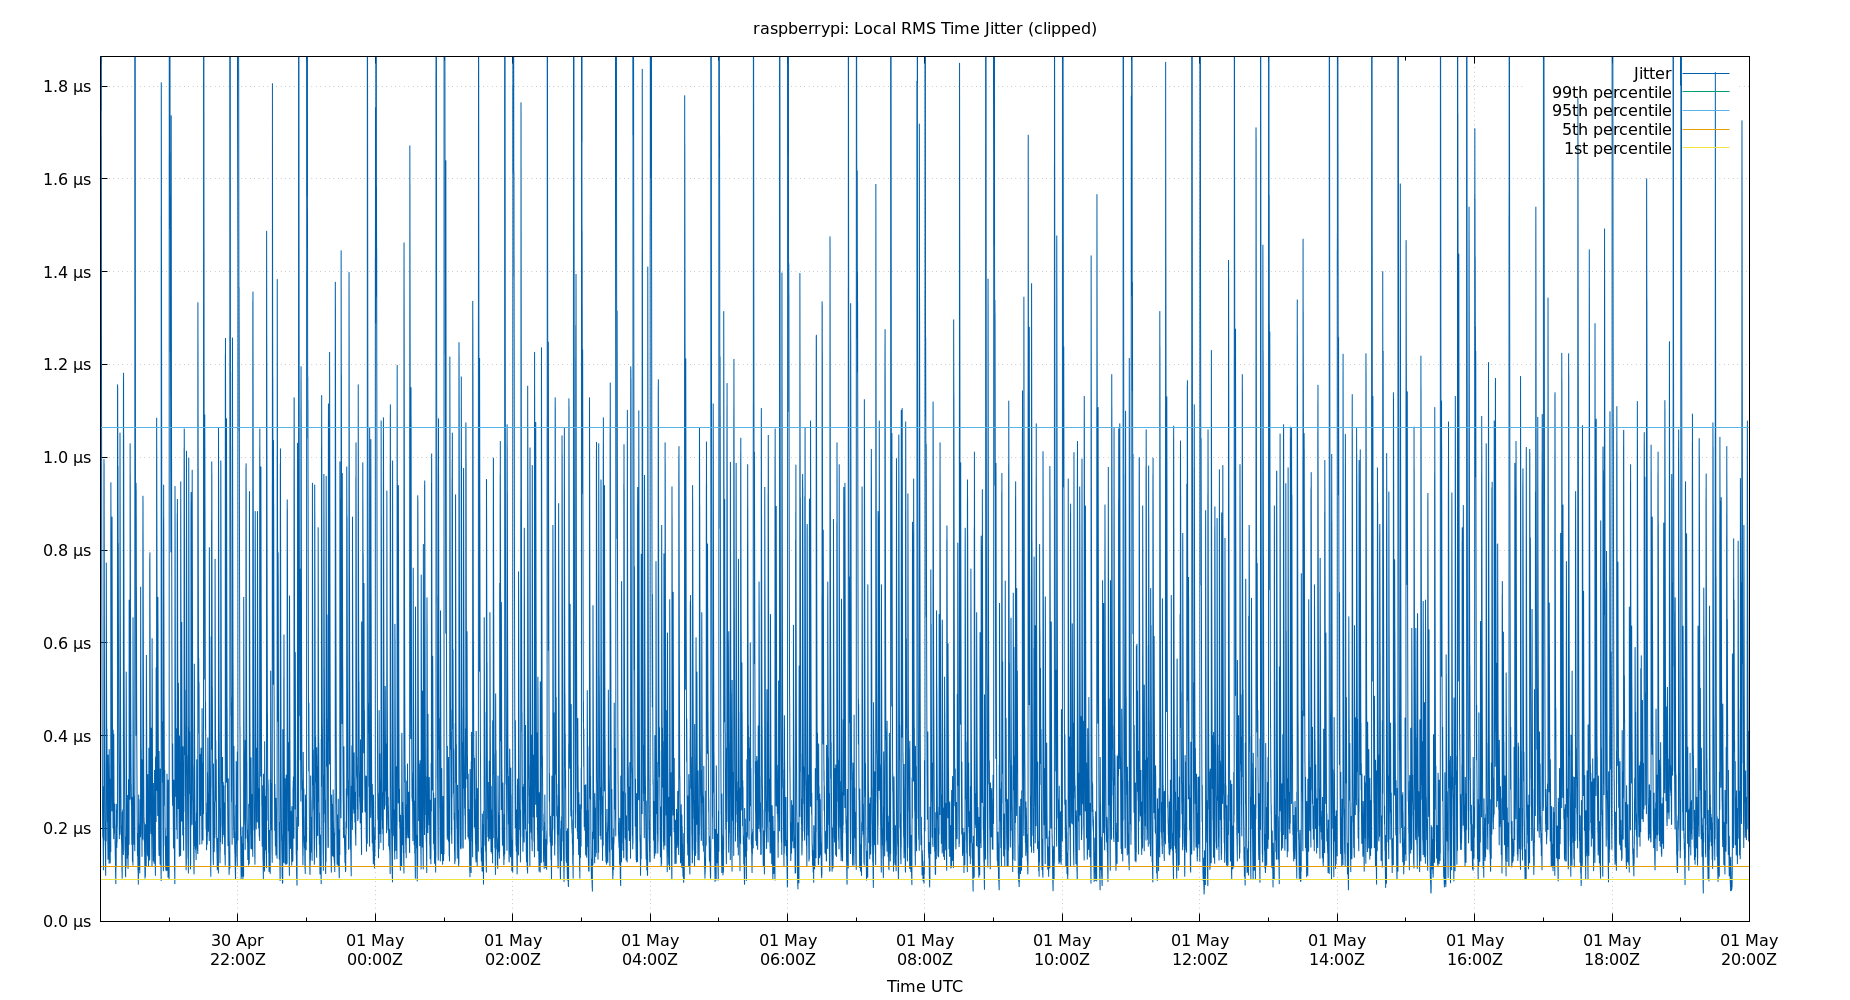 raspberrypi: Local RMS Time Jitter (clipped)
Jitter
99th percentile
95th percentile
5th percentile
1st percentile
1.8 µs
1.6 µs
1.4 µs
1.2 µs
1.0 µs
0.8 µs
0.6 µs
0.4 µs
0.2 µs
0.0 µs
30 Apr 01 May 01 May 01 May 01 May 01 May 01 May 01 May 01 May 01 May 01 May 01 May
22:00Z 00:00Z 02:00Z 04:00Z 06:00Z 08:00Z 10:00Z 12:00Z 14:00Z 16:00Z 18:00Z 20:00Z
Time UTC